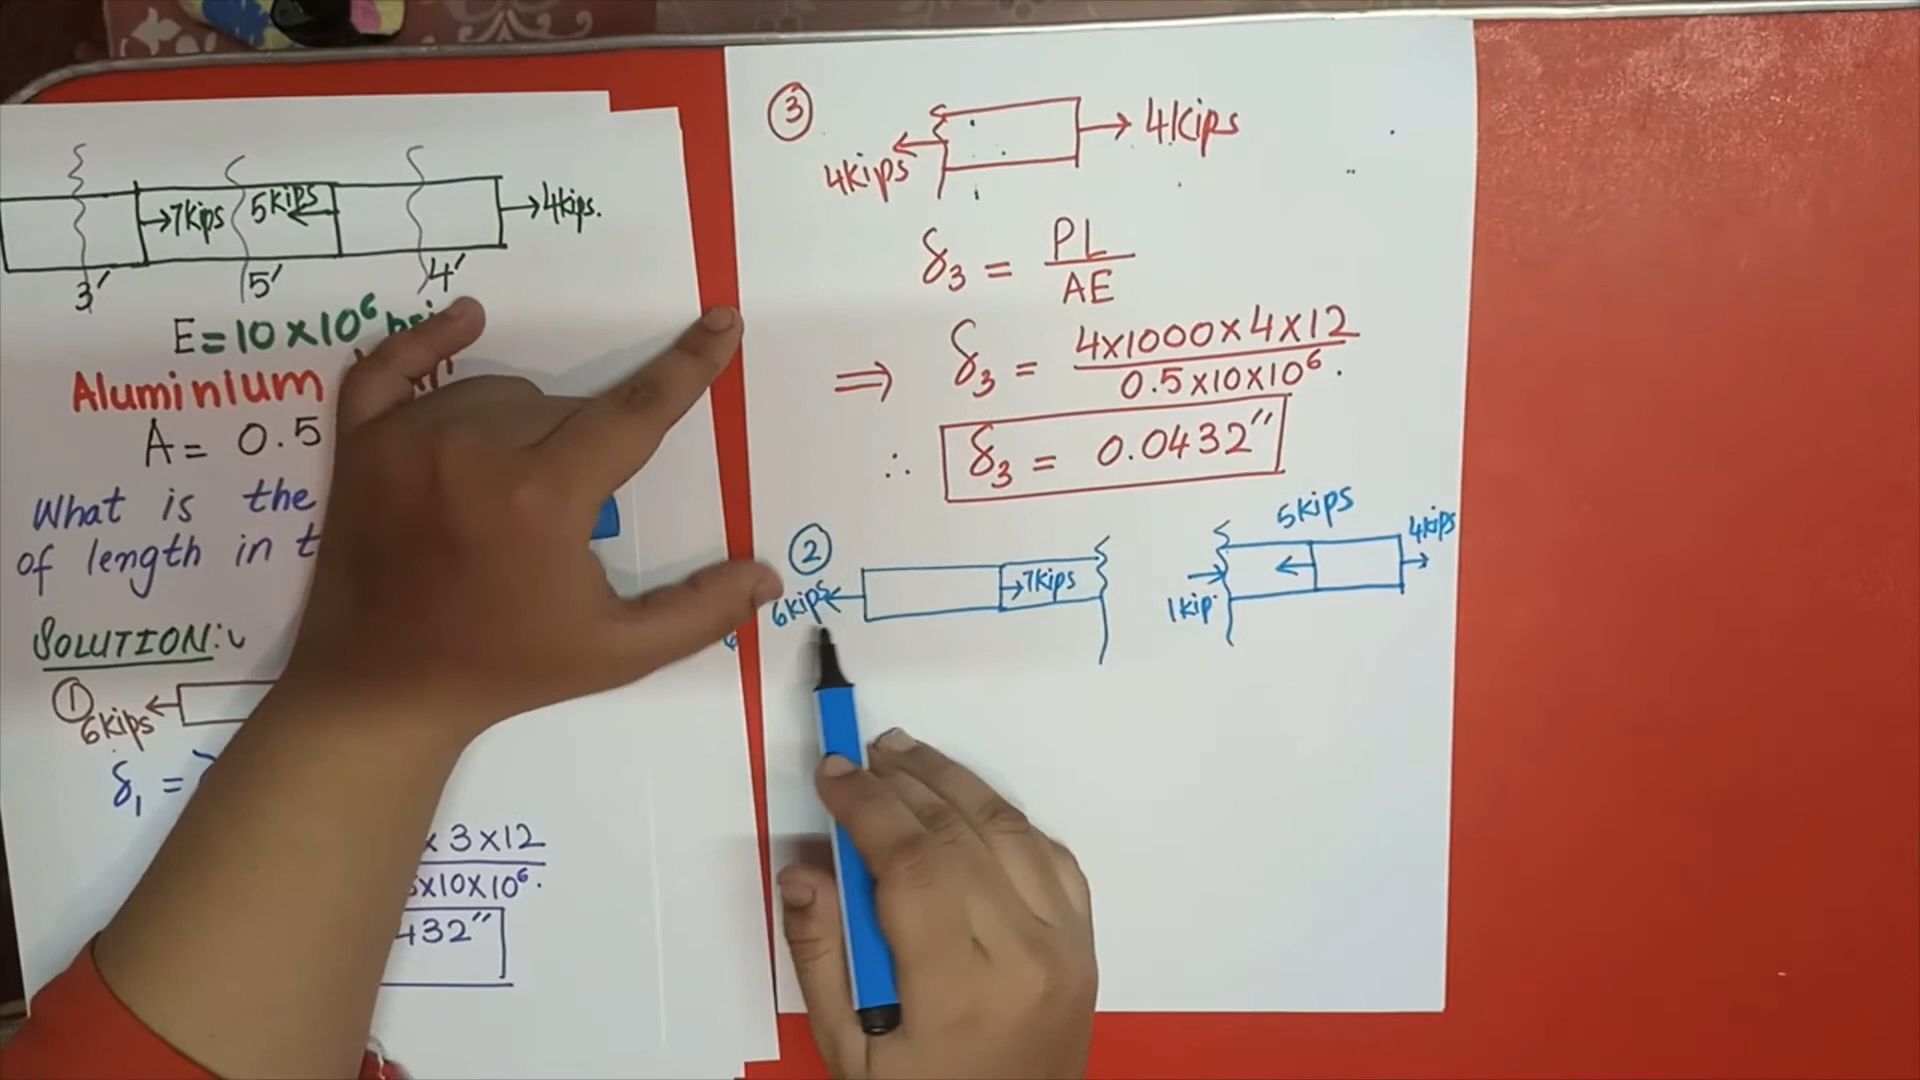 7kips 5kips 4kips.
3' 5' 4'
E = 10 × 10⁶
Aluminium
A = 0.5
What is the
of length in
SOLUTION:
①
6kips
δ₁ =
× 3 × 12
× 10 × 10⁶.
432"
③
4kips 4kips
δ₃ = PL
AE
⇒ δ₃ = 4×1000×4×12
0.5×10×10⁶.
∴ δ₃ = 0.0432"
②
6kips 7kips
5kips 4kips
1kip